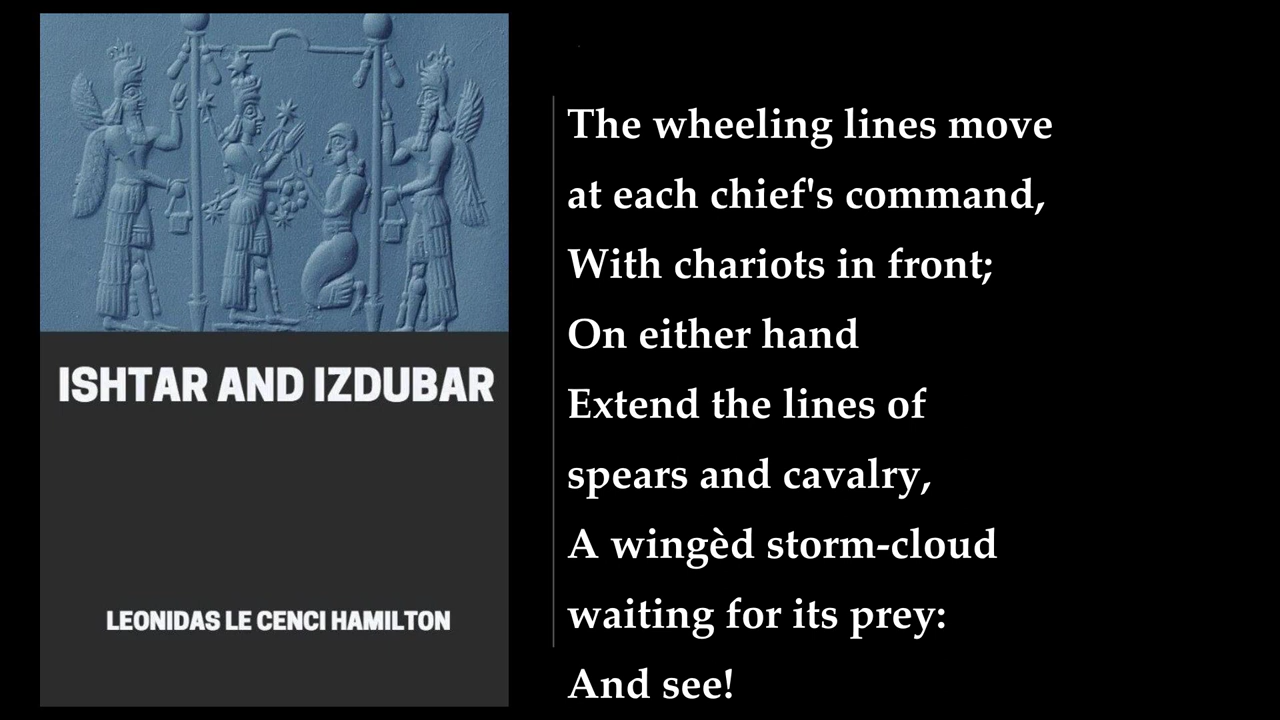 ISHTAR AND IZDUBAR
LEONIDAS LE CENCI HAMILTON
The wheeling lines move
at each chief's command,
With chariots in front;
On either hand
Extend the lines of
spears and cavalry,
A wingèd storm-cloud
waiting for its prey:
And see!